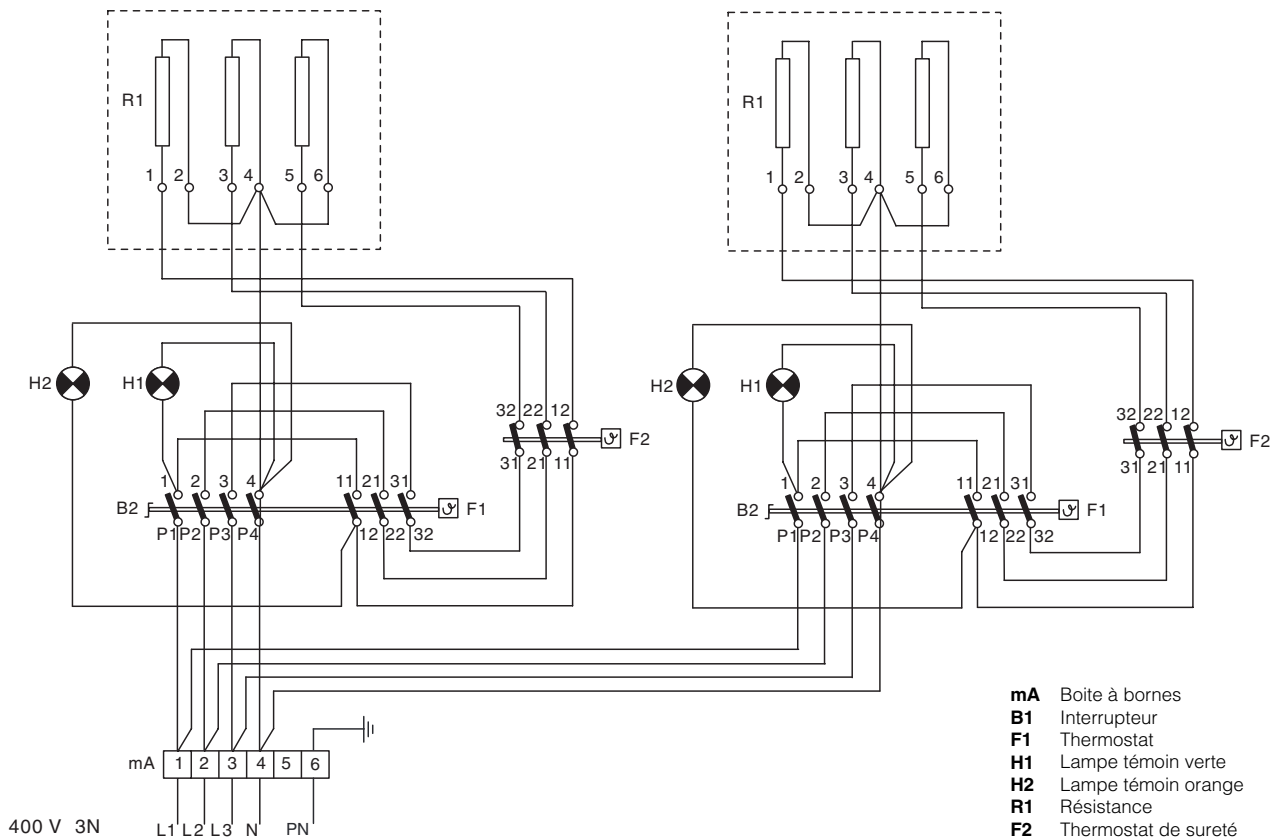 R1
1 2 3 4 5 6
R1
1 2 3 4 5 6
H2 H1
32 22 12
F2
31 21 11
1 2 3 4 11 21 31
B2 F1
P1 P2 P3 P4 12 22 32
H2 H1
32 22 12
F2
31 21 11
1 2 3 4 11 21 31
B2 F1
P1 P2 P3 P4 12 22 32
mA 1 2 3 4 5 6
400 V 3N L1 L2 L3 N PN
mA Boite à bornes
B1 Interrupteur
F1 Thermostat
H1 Lampe témoin verte
H2 Lampe témoin orange
R1 Résistance
F2 Thermostat de sureté